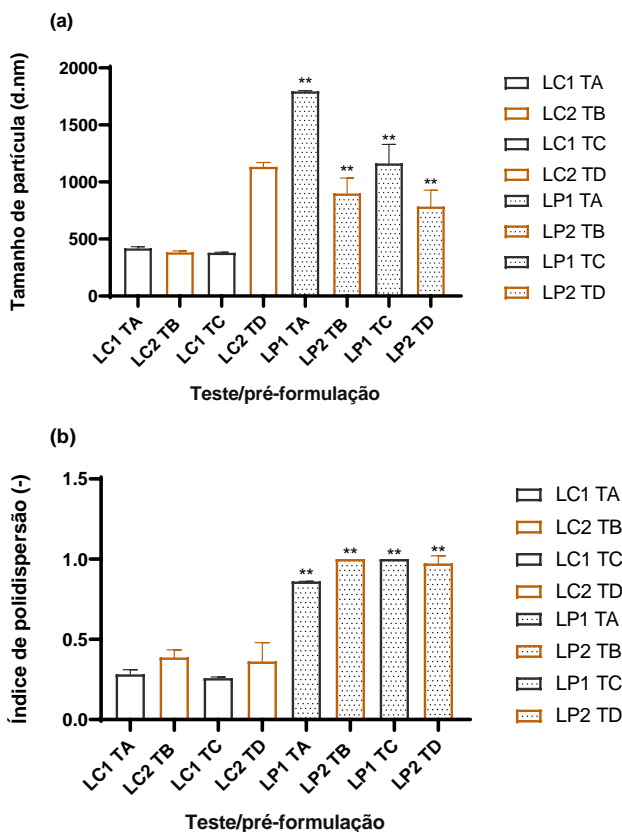 (a)
Tamanho de partícula (d.nm)
2000
1500
1000
500
0
**
**
**
**
LC1 TA
LC2 TB
LC1 TC
LC2 TD
LP1 TA
LP2 TB
LP1 TC
LP2 TD
Teste/pré-formulação
LC1 TA
LC2 TB
LC1 TC
LC2 TD
LP1 TA
LP2 TB
LP1 TC
LP2 TD
(b)
Índice de polidispersão (-)
1.5
1.0
0.5
0.0
**
**
**
**
LC1 TA
LC2 TB
LC1 TC
LC2 TD
LP1 TA
LP2 TB
LP1 TC
LP2 TD
Teste/pré-formulação
LC1 TA
LC2 TB
LC1 TC
LC2 TD
LP1 TA
LP2 TB
LP1 TC
LP2 TD